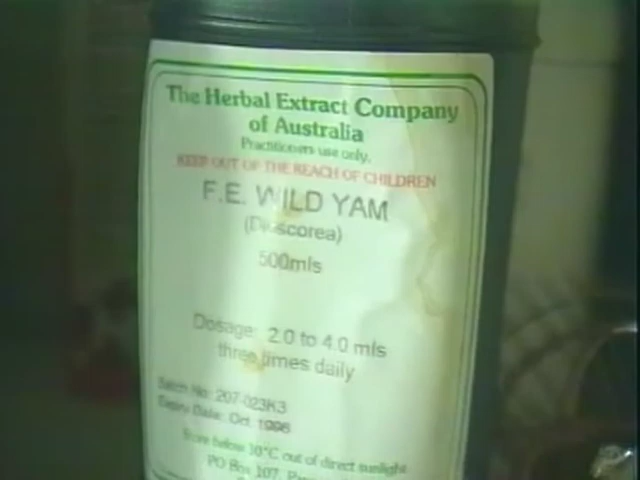 The Herbal Extract Company
of Australia
Practitioners use only.
KEEP OUT OF THE REACH OF CHILDREN
F.E. WILD YAM
(Dioscorea)
500mls
Dosage: 2.0 to 4.0 mls
three times daily
Batch No: 207-023K3
Expiry Date: Oct. 1996
below 30°C out of direct sunlight
PO Box 107,